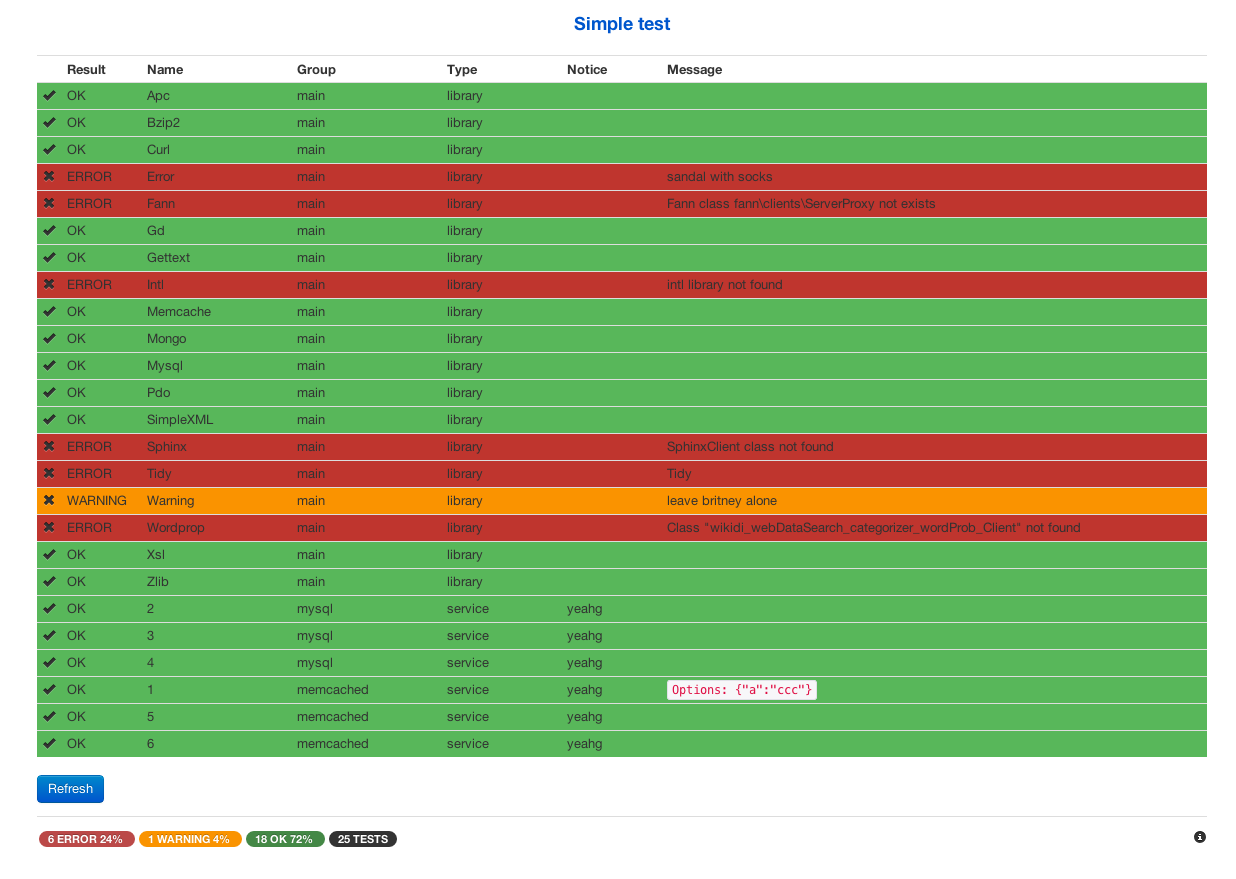 Simple test
Result Name Group Type Notice Message
OK Apc main library
OK Bzip2 main library
OK Curl main library
ERROR Error main library sandal with socks
ERROR Fann main library Fann class fann\clients\ServerProxy not exists
OK Gd main library
OK Gettext main library
ERROR Intl main library intl library not found
OK Memcache main library
OK Mongo main library
OK Mysql main library
OK Pdo main library
OK SimpleXML main library
ERROR Sphinx main library SphinxClient class not found
ERROR Tidy main library Tidy
WARNING Warning main library leave britney alone
ERROR Wordprop main library Class "wikidi_webDataSearch_categorizer_wordProb_Client" not found
OK Xsl main library
OK Zlib main library
OK 2 mysql service yeahg
OK 3 mysql service yeahg
OK 4 mysql service yeahg
OK 1 memcached service yeahg Options: {"a":"ccc"}
OK 5 memcached service yeahg
OK 6 memcached service yeahg
Refresh
6 ERROR 24% 1 WARNING 4% 18 OK 72% 25 TESTS